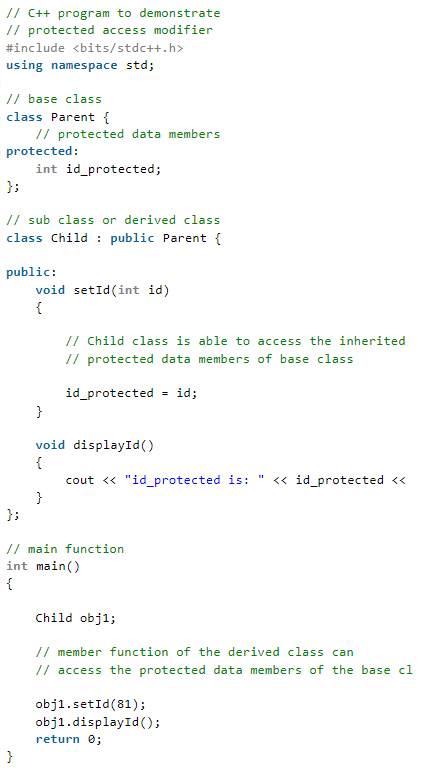 // C++ program to demonstrate
// protected access modifier
#include <bits/stdc++.h>
using namespace std;

// base class
class Parent {
    // protected data members
protected:
    int id_protected;
};

// sub class or derived class
class Child : public Parent {

public:
    void setId(int id)
    {

        // Child class is able to access the inherited
        // protected data members of base class

        id_protected = id;
    }

    void displayId()
    {
        cout << "id_protected is: " << id_protected <<
    }
};

// main function
int main()
{

    Child obj1;

    // member function of the derived class can
    // access the protected data members of the base cl

    obj1.setId(81);
    obj1.displayId();
    return 0;
}